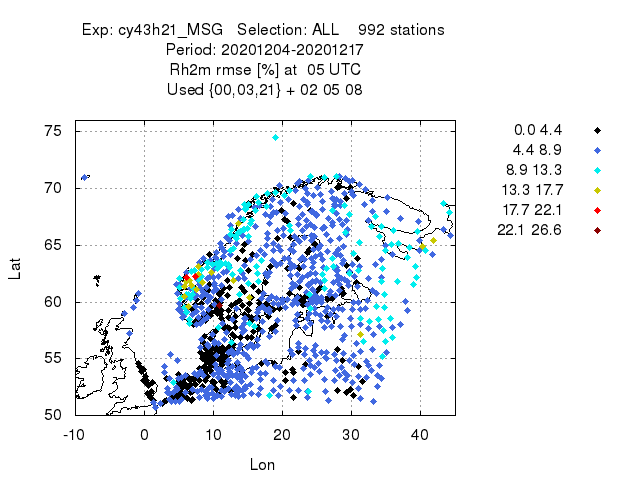 Exp: cy43h21_MSG Selection: ALL 992 stations
Period: 20201204-20201217
Rh2m rmse [%] at 05 UTC
Used {00,03,21} + 02 05 08
0.0 4.4
4.4 8.9
8.9 13.3
13.3 17.7
17.7 22.1
22.1 26.6
75
70
65
60
55
50
Lat
-10 0 10 20 30 40
Lon